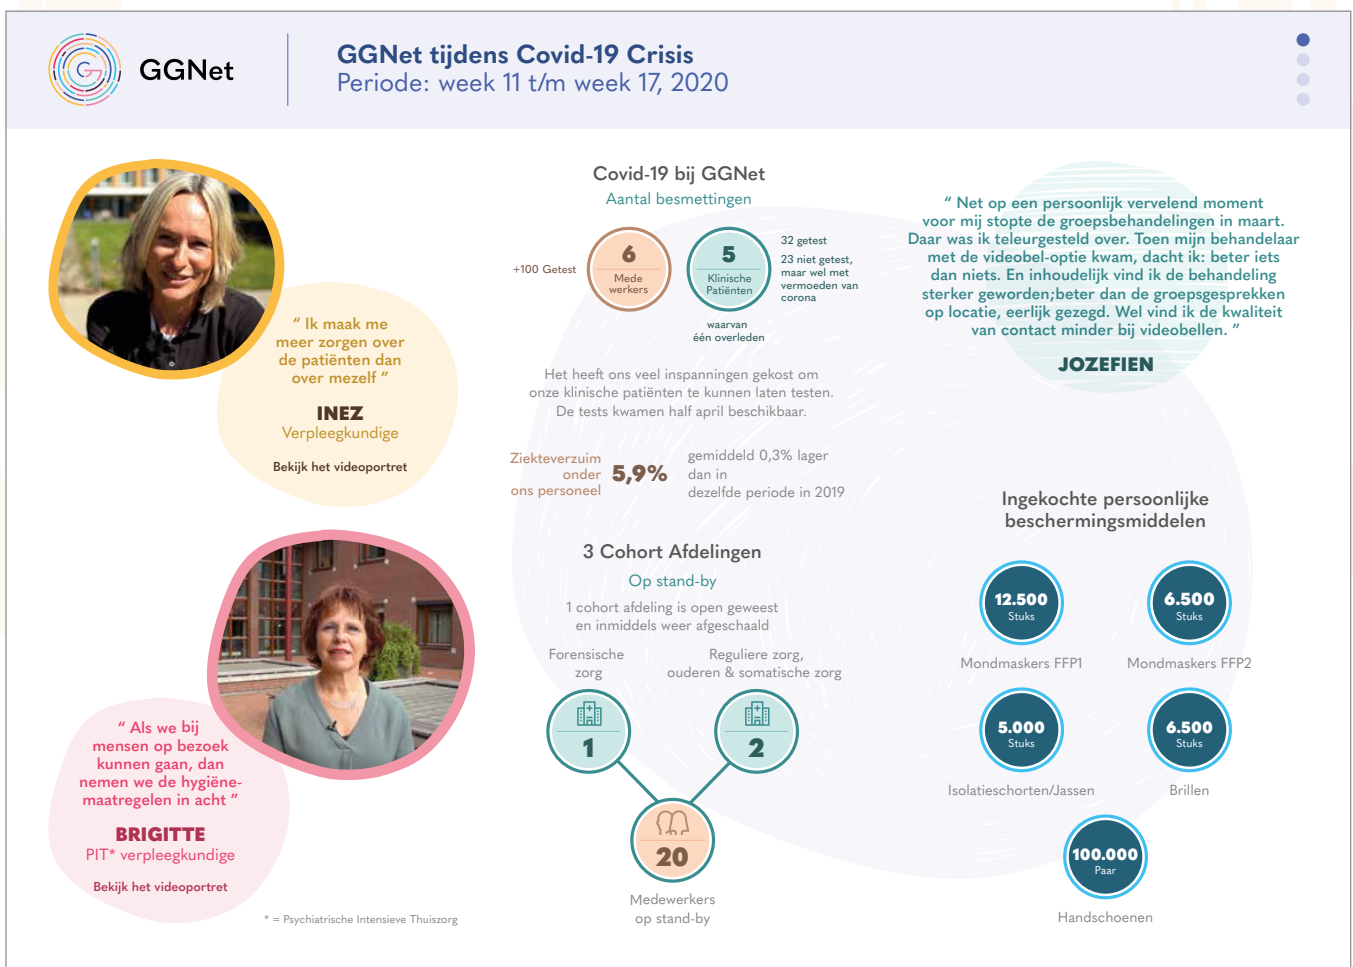 GGNet
GGNet tijdens Covid-19 Crisis
Periode: week 11 t/m week 17, 2020
“ Ik maak me
meer zorgen over
de patiënten dan
over mezelf ”
INEZ
Verpleegkundige
Bekijk het videoportret
“ Als we bij
mensen op bezoek
kunnen gaan, dan
nemen we de hygiëne-
maatregelen in acht ”
BRIGITTE
PIT* verpleegkundige
Bekijk het videoportret
* = Psychiatrische Intensieve Thuiszorg
Covid-19 bij GGNet
Aantal besmettingen
+100 Getest
6
Mede
werkers
5
Klinische
Patiënten
32 getest
23 niet getest,
maar wel met
vermoeden van
corona
waarvan
één overleden
Het heeft ons veel inspanningen gekost om
onze klinische patiënten te kunnen laten testen.
De tests kwamen half april beschikbaar.
Ziekteverzuim
onder
ons personeel
5,9%
gemiddeld 0,3% lager
dan in
dezelfde periode in 2019
3 Cohort Afdelingen
Op stand-by
1 cohort afdeling is open geweest
en inmiddels weer afgeschaald
Forensische
zorg
1
Reguliere zorg,
ouderen & somatische zorg
2
20
Medewerkers
op stand-by
“ Net op een persoonlijk vervelend moment
voor mij stopte de groepsbehandelingen in maart.
Daar was ik teleurgesteld over. Toen mijn behandelaar
met de videobel-optie kwam, dacht ik: beter iets
dan niets. En inhoudelijk vind ik de behandeling
sterker geworden;beter dan de groepsgesprekken
op locatie, eerlijk gezegd. Wel vind ik de kwaliteit
van contact minder bij videobellen. ”
JOZEFIEN
Ingekochte persoonlijke
beschermingsmiddelen
12.500
Stuks
Mondmaskers FFP1
6.500
Stuks
Mondmaskers FFP2
5.000
Stuks
Isolatieschorten/Jassen
6.500
Stuks
Brillen
100.000
Paar
Handschoenen